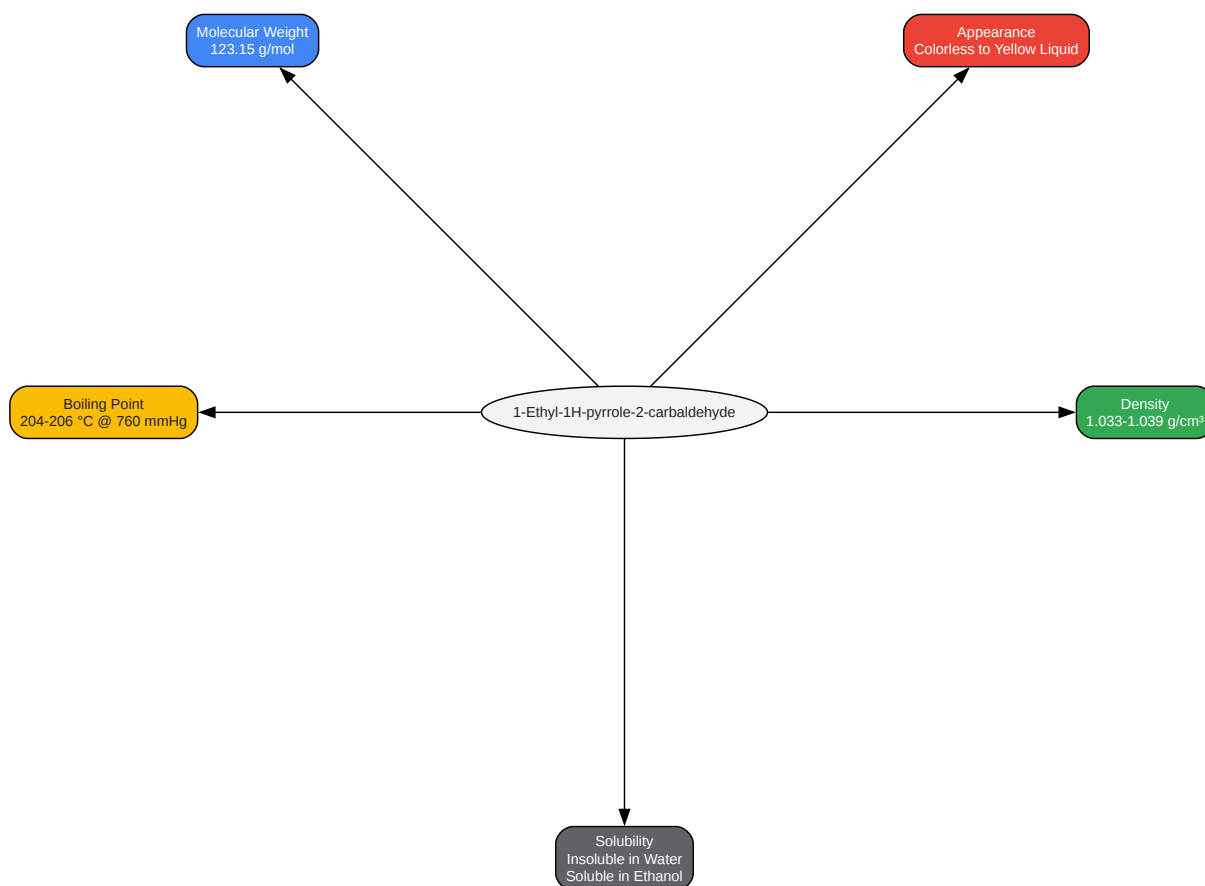 Molecular Weight
123.15 g/mol
Appearance
Colorless to Yellow Liquid
Boiling Point
204-206 °C @ 760 mmHg
1-Ethyl-1H-pyrrole-2-carbaldehyde
Density
1.033-1.039 g/cm³
Solubility
Insoluble in Water
Soluble in Ethanol